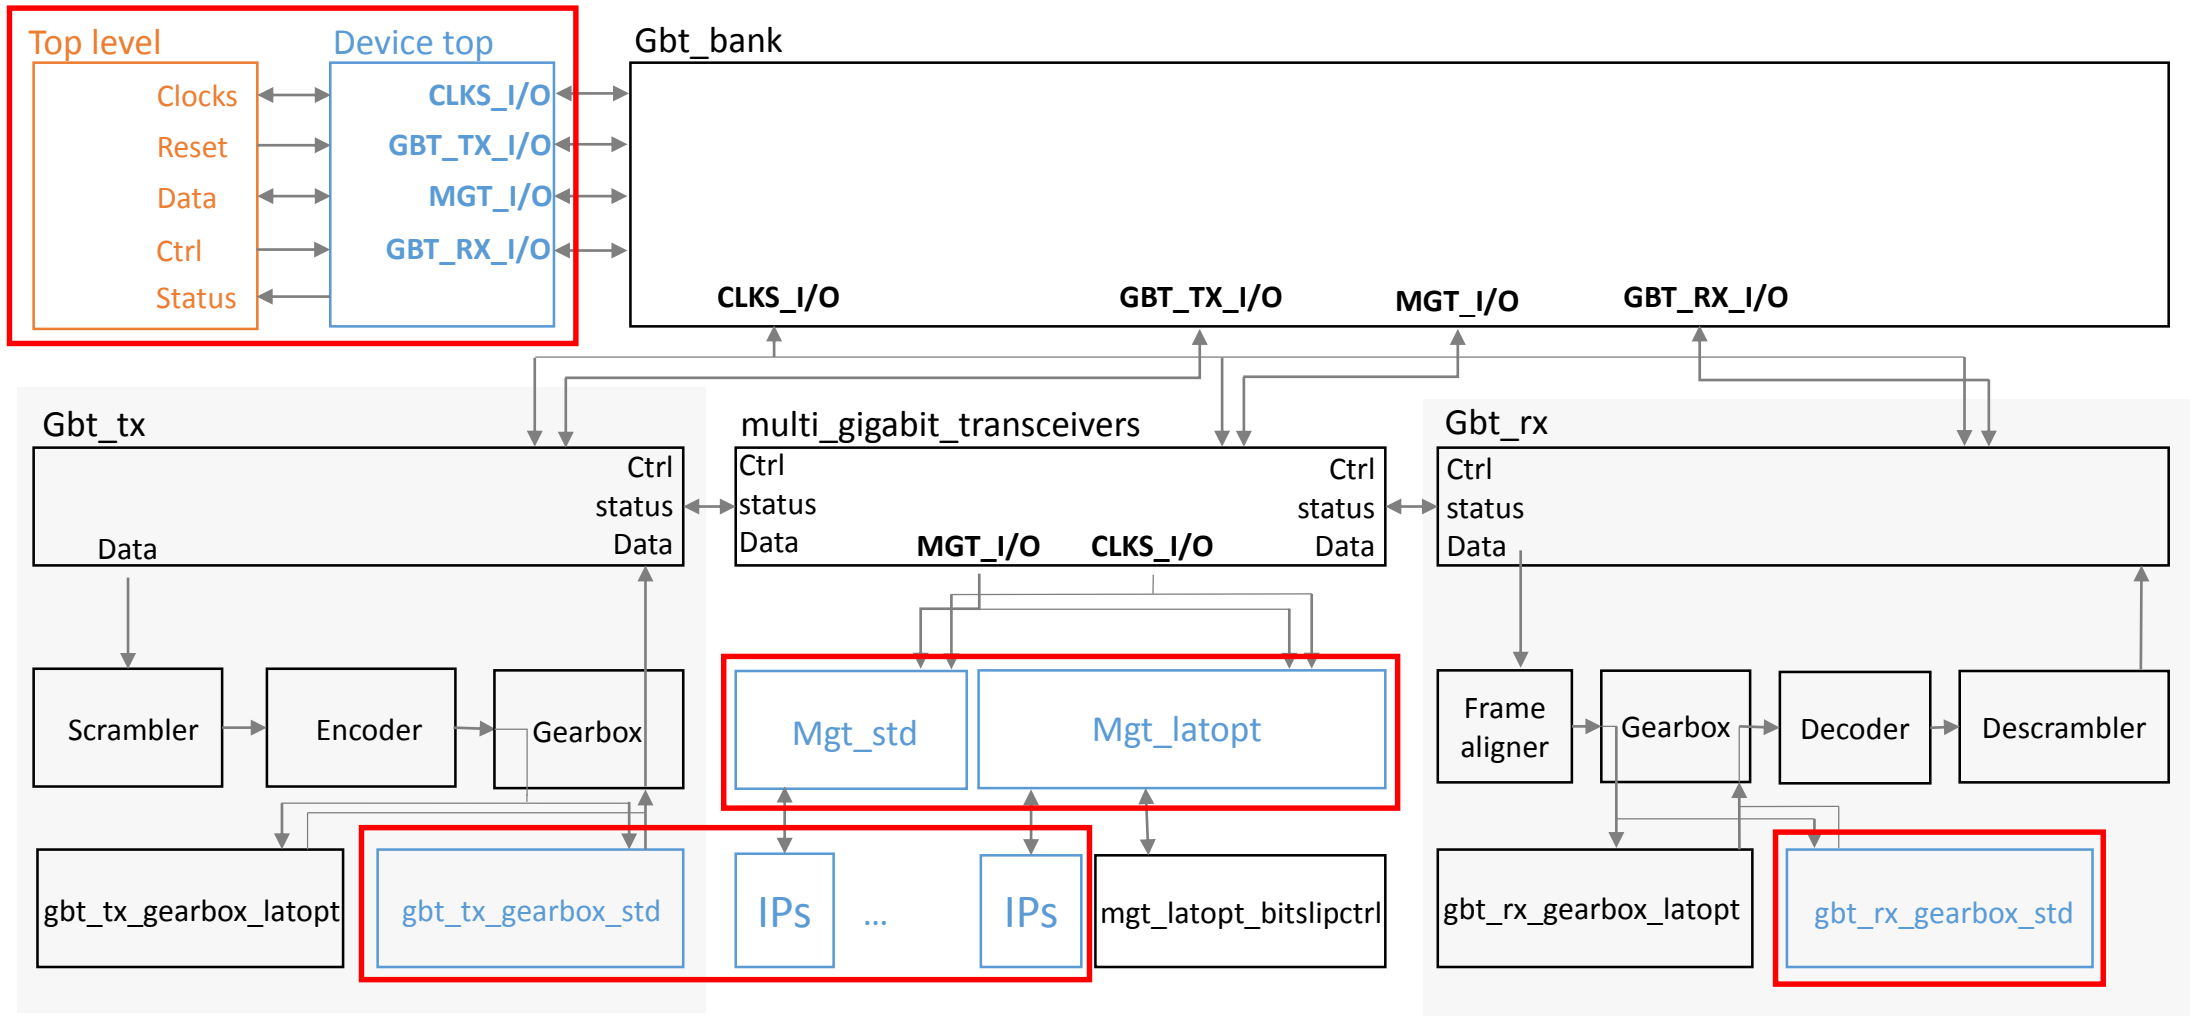 Top level
Device top
Gbt_bank
Clocks
CLKS_I/O
Reset
GBT_TX_I/O
Data
MGT_I/O
Ctrl
GBT_RX_I/O
Status
CLKS_I/O
GBT_TX_I/O
MGT_I/O
GBT_RX_I/O
Gbt_tx
Ctrl
status
Data
Data
multi_gigabit_transceivers
Ctrl
status
Data
MGT_I/O
CLKS_I/O
Ctrl
status
Data
Gbt_rx
Ctrl
status
Data
Scrambler
Encoder
Gearbox
Mgt_std
Mgt_latopt
Frame
aligner
Gearbox
Decoder
Descrambler
gbt_tx_gearbox_latopt
gbt_tx_gearbox_std
IPs
...
IPs
mgt_latopt_bitslipctrl
gbt_rx_gearbox_latopt
gbt_rx_gearbox_std